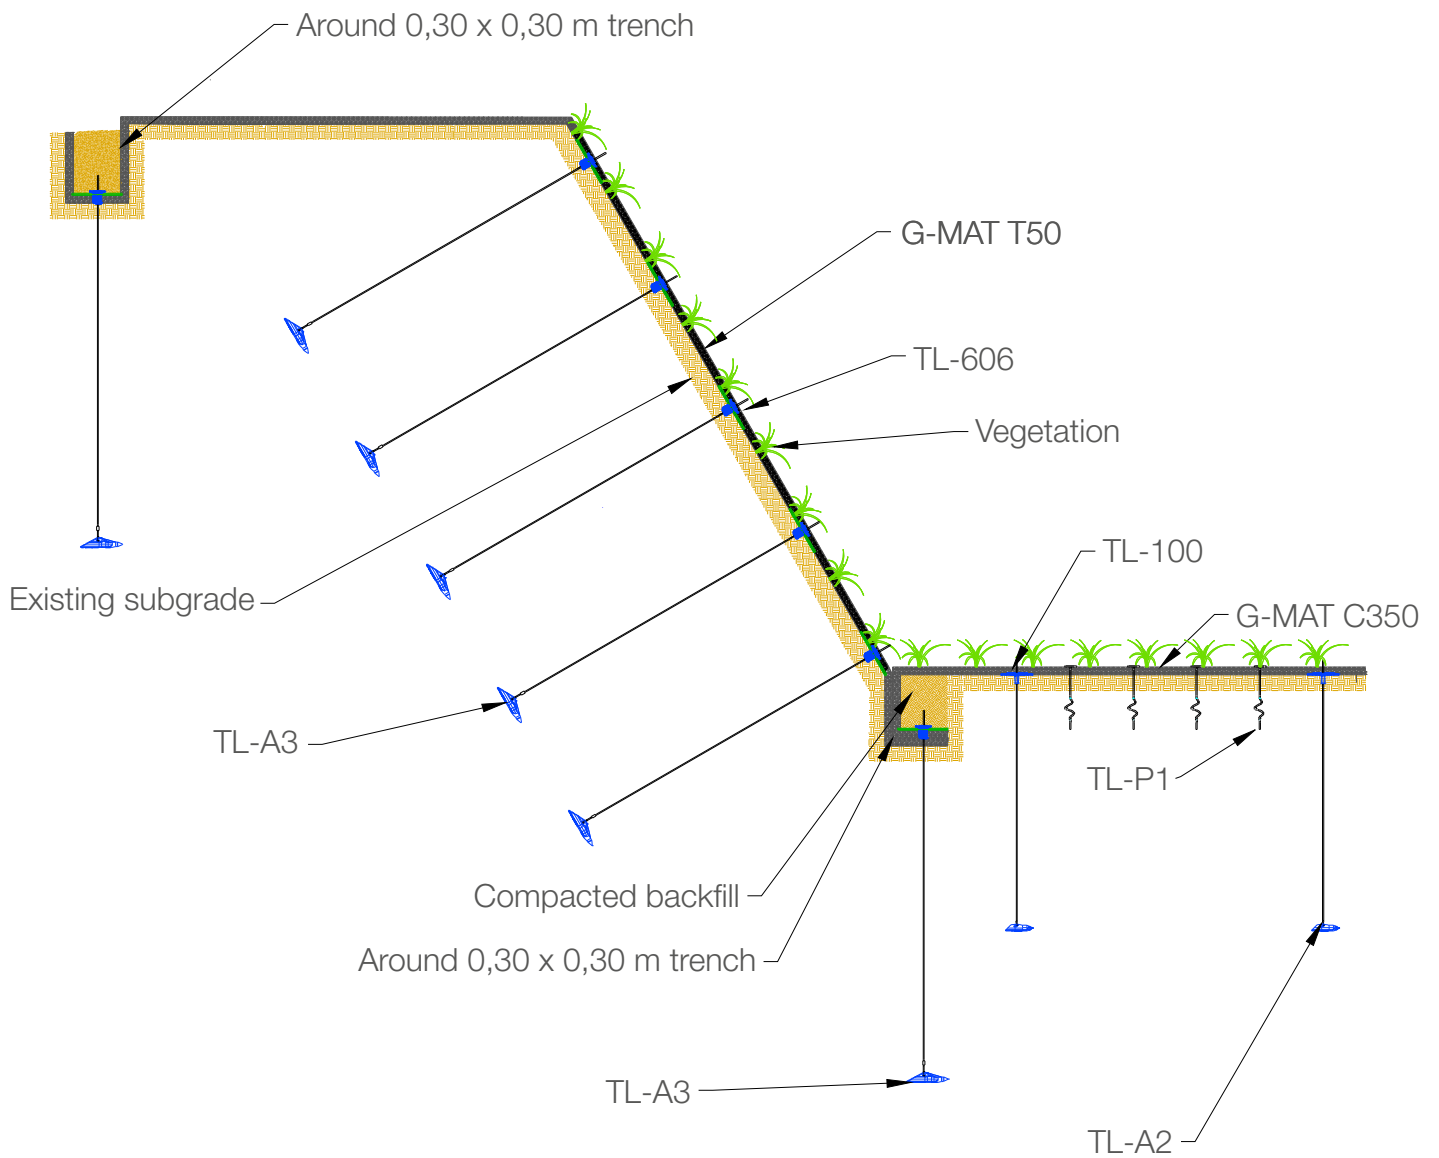 Around 0,30 x 0,30 m trench
G-MAT T50
TL-606
Vegetation
TL-100
Existing subgrade
G-MAT C350
TL-A3
TL-P1
Compacted backfill
Around 0,30 x 0,30 m trench
TL-A3
TL-A2